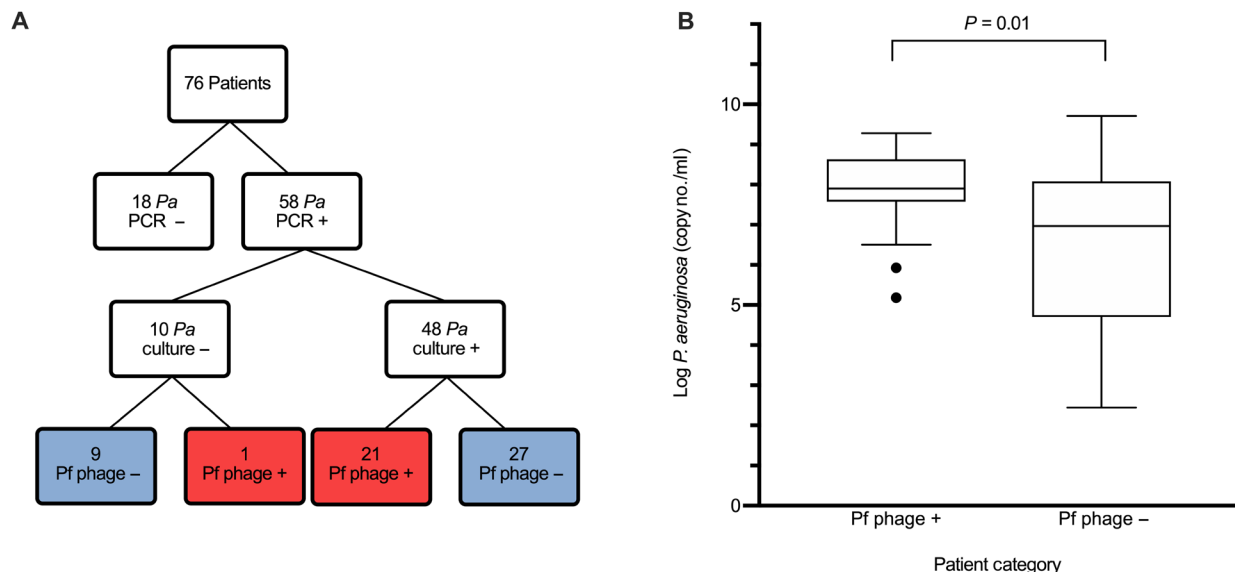 A
76 Patients
18 Pa
PCR –
58 Pa
PCR +
10 Pa
culture –
48 Pa
culture +
9
Pf phage –
1
Pf phage +
21
Pf phage +
27
Pf phage –
B
P = 0.01
Log P. aeruginosa (copy no./ml)
10
5
0
Pf phage +
Pf phage –
Patient category